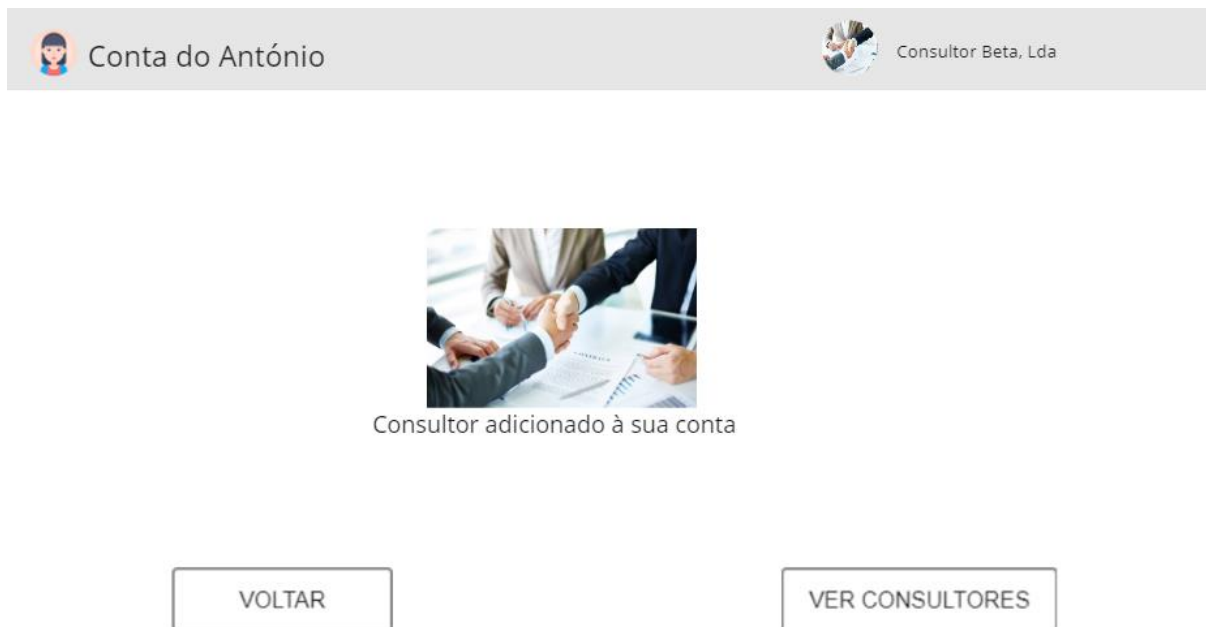 Conta do António
Consultor Beta, Lda
Consultor adicionado à sua conta
VOLTAR
VER CONSULTORES